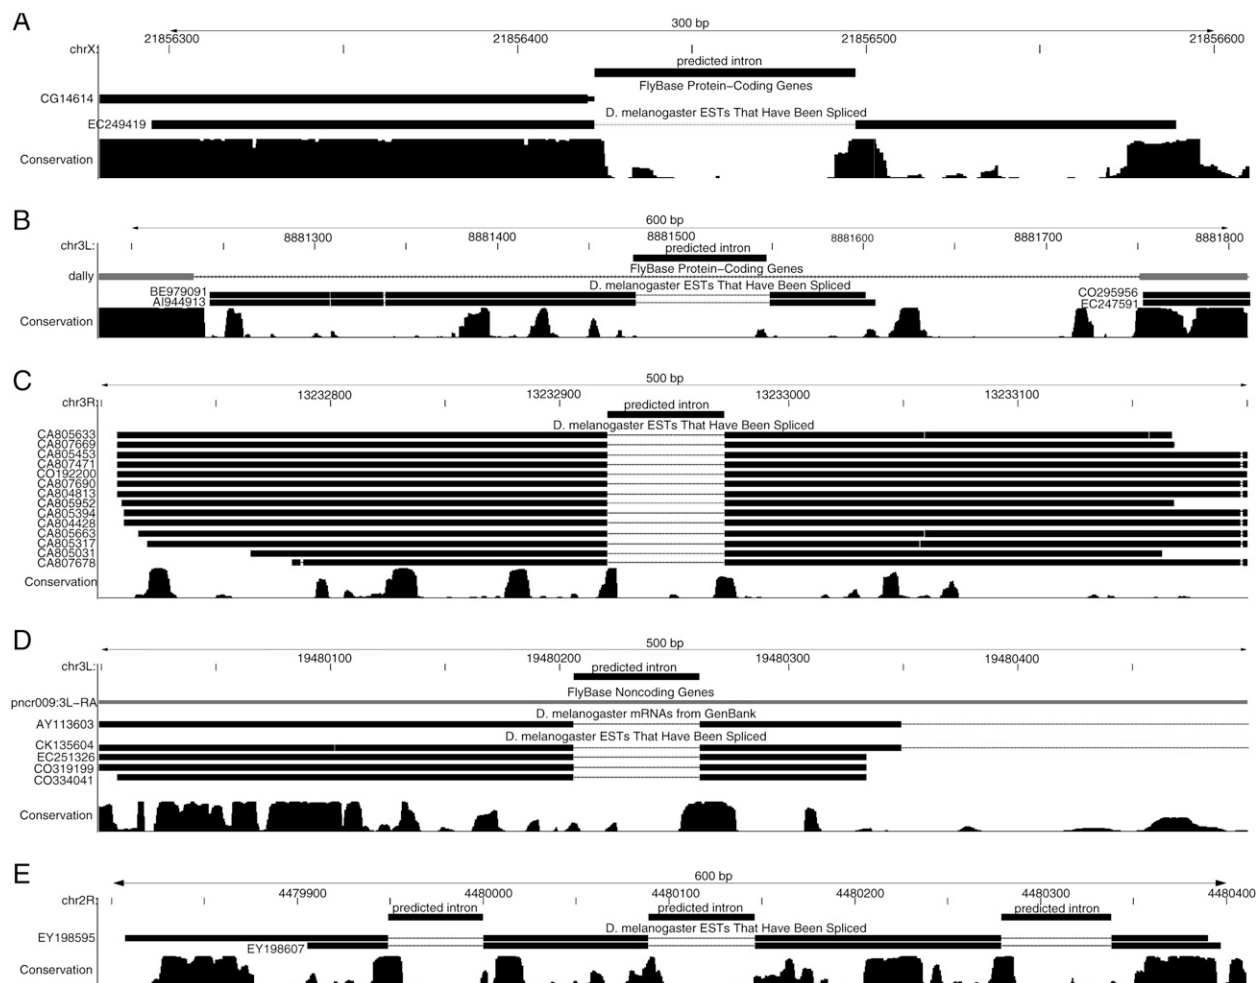 A
300 bp
chrX: 21856300 21856400 21856500 21856600
predicted intron
FlyBase Protein-Coding Genes
CG14614
D. melanogaster ESTs That Have Been Spliced
EC249419
Conservation
B
600 bp
chr3L: 8881300 8881400 8881500 8881600 8881700 8881800
predicted intron
FlyBase Protein-Coding Genes
dally
D. melanogaster ESTs That Have Been Spliced
BE979091 CO295956
AI944913 EC247591
Conservation
C
500 bp
chr3R: 13232800 13232900 13233000 13233100
predicted intron
D. melanogaster ESTs That Have Been Spliced
CA805633
CA807669
CA805453
CA807471
CO192200
CA807690
CA804813
CA805952
CA805394
CA804428
CA805663
CA805317
CA805031
CA807678
Conservation
D
500 bp
chr3L: 19480100 19480200 19480300 19480400
predicted intron
FlyBase Noncoding Genes
pncr009:3L-RA
D. melanogaster mRNAs from GenBank
AY113603
D. melanogaster ESTs That Have Been Spliced
CK135604
EC251326
CO319199
CO334041
Conservation
E
600 bp
chr2R: 4479900 4480000 4480100 4480200 4480300 4480400
predicted intron predicted intron predicted intron
D. melanogaster ESTs That Have Been Spliced
EY198595
EY198607
Conservation